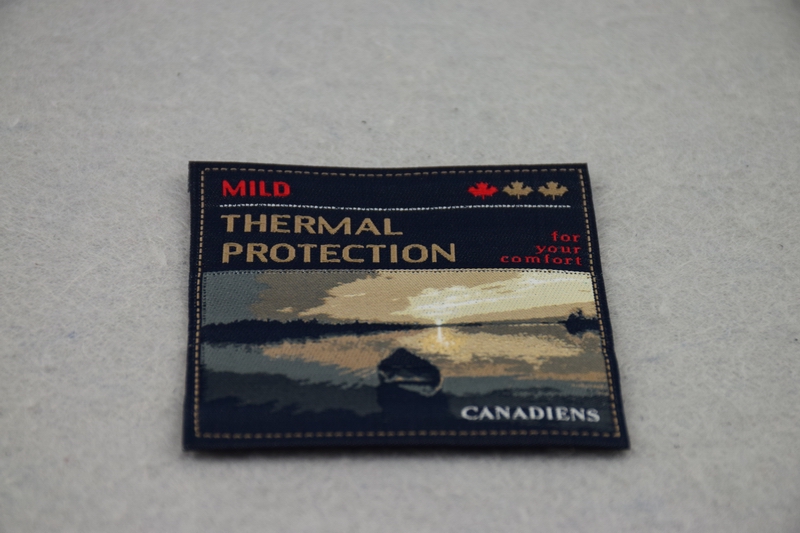 MILD
THERMAL
PROTECTION
for
your
comfort
CANADIENS